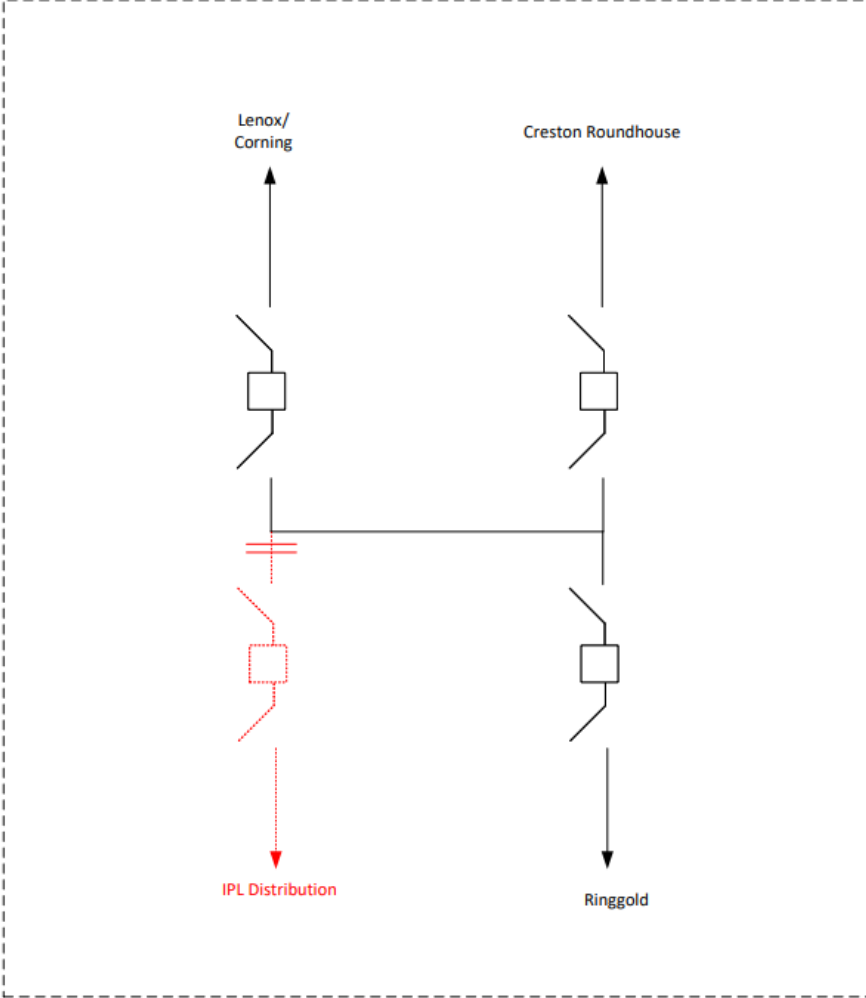 Lenox/
Corning
Creston Roundhouse
IPL Distribution
Ringgold